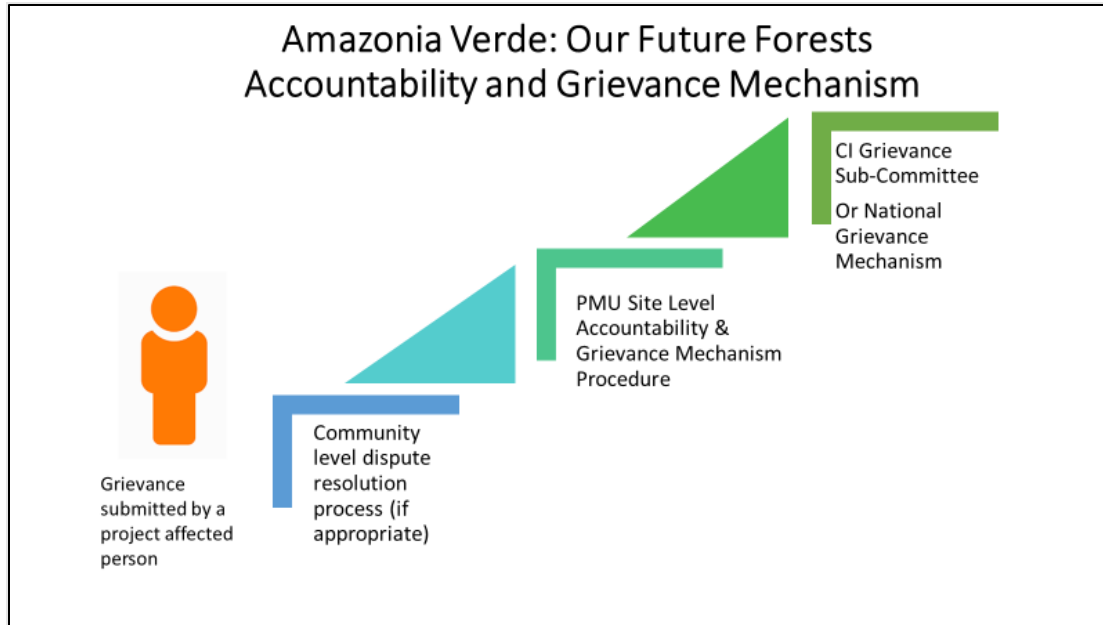 Amazonia Verde: Our Future Forests
Accountability and Grievance Mechanism
CI Grievance
Sub-Committee
Or National
Grievance
Mechanism
PMU Site Level
Accountability &
Grievance Mechanism
Procedure
Community
level dispute
resolution
process (if
appropriate)
Grievance
submitted by a
project affected
person